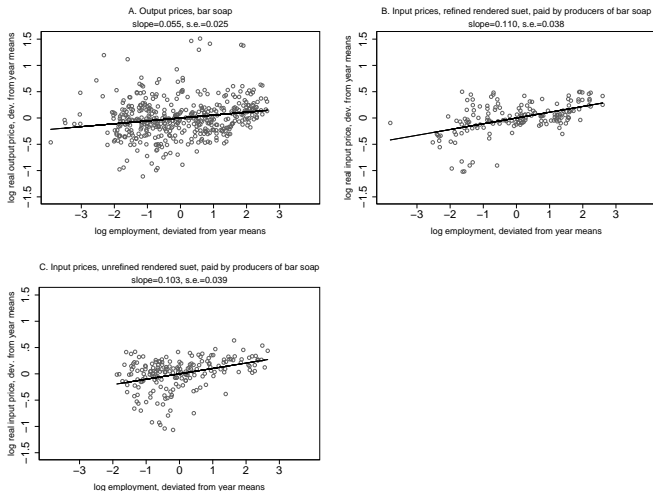 A. Output prices, bar soap
slope=0.055, s.e.=0.025
log real output price, dev. from year means
1.5
1
.5
0
−.5
−1
−1.5
−3 −2 −1 0 1 2 3
log employment, deviated from year means
B. Input prices, refined rendered suet, paid by producers of bar soap
slope=0.110, s.e.=0.038
log real input price, dev. from year means
1.5
1
.5
0
−.5
−1
−1.5
−3 −2 −1 0 1 2 3
log employment, deviated from year means
C. Input prices, unrefined rendered suet, paid by producers of bar soap
slope=0.103, s.e.=0.039
log real input price, dev. from year means
1.5
1
.5
0
−.5
−1
−1.5
−3 −2 −1 0 1 2 3
log employment, deviated from year means